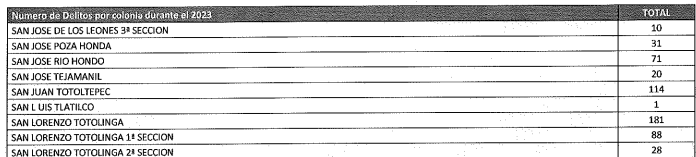 Numero de Delitos por colonia durante el 2023 TOTAL
SAN JOSE DE LOS LEONES 3ª SECCION 10
SAN JOSE POZA HONDA 31
SAN JOSE RIO HONDO 71
SAN JOSE TEJAMANIL 20
SAN JUAN TOTOLTEPEC 114
SAN L UIS TLATILCO 1
SAN LORENZO TOTOLINGA 181
SAN LORENZO TOTOLINGA 1ª SECCION 88
SAN LORENZO TOTOLINGA 2ª SECCION 28